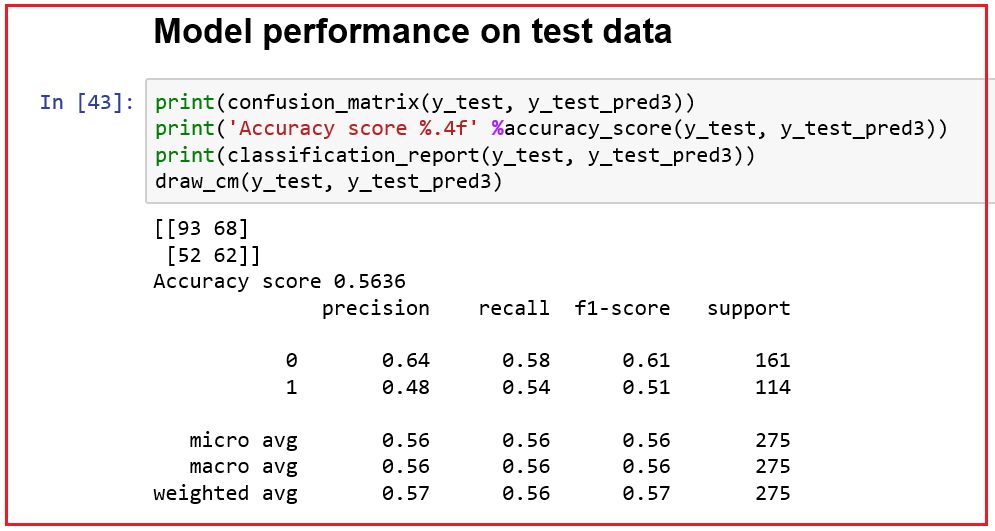 Model performance on test data
In [43]:
print(confusion_matrix(y_test, y_test_pred3))
print('Accuracy score %.4f' %accuracy_score(y_test, y_test_pred3))
print(classification_report(y_test, y_test_pred3))
draw_cm(y_test, y_test_pred3)
[[93 68]
 [52 62]]
Accuracy score 0.5636
              precision    recall  f1-score   support
           0       0.64      0.58      0.61       161
           1       0.48      0.54      0.51       114
   micro avg       0.56      0.56      0.56       275
   macro avg       0.56      0.56      0.56       275
weighted avg       0.57      0.56      0.57       275